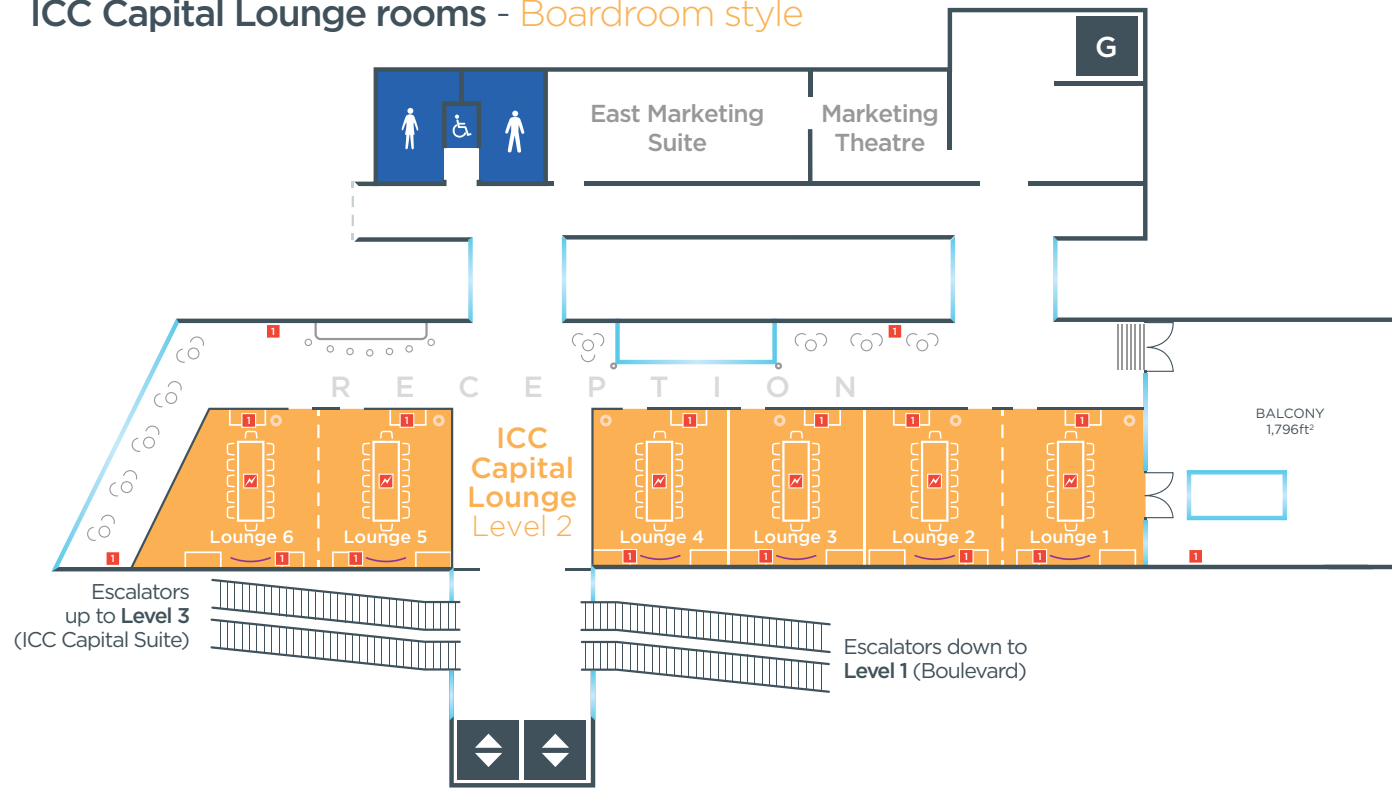 ICC Capital Lounge rooms - Boardroom style
G
East Marketing
Suite
Marketing
Theatre
1
1
RECEPTION
BALCONY
1,796ft²
1
1
1
1
1
1
ICC
Capital
Lounge
Level 2
Lounge 6
Lounge 5
Lounge 4
Lounge 3
Lounge 2
Lounge 1
1
1
1
1
1
1
1
1
Escalators
up to Level 3
(ICC Capital Suite)
Escalators down to
Level 1 (Boulevard)